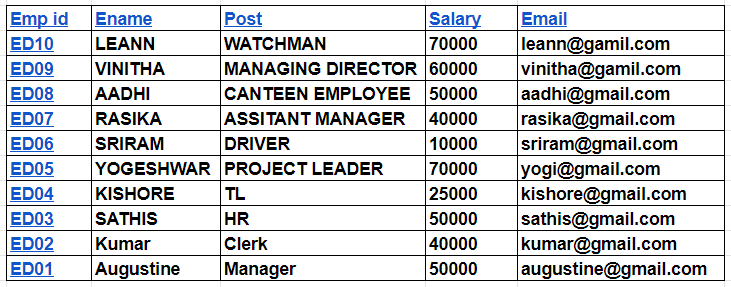 Emp id Ename Post Salary Email
ED10 LEANN WATCHMAN 70000 leann@gamil.com
ED09 VINITHA MANAGING DIRECTOR 60000 vinitha@gamil.com
ED08 AADHI CANTEEN EMPLOYEE 50000 aadhi@gmail.com
ED07 RASIKA ASSITANT MANAGER 40000 rasika@gmail.com
ED06 SRIRAM DRIVER 10000 sriram@gmail.com
ED05 YOGESHWAR PROJECT LEADER 70000 yogi@gmail.com
ED04 KISHORE TL 25000 kishore@gmail.com
ED03 SATHIS HR 50000 sathis@gmail.com
ED02 Kumar Clerk 40000 kumar@gmail.com
ED01 Augustine Manager 50000 augustine@gmail.com